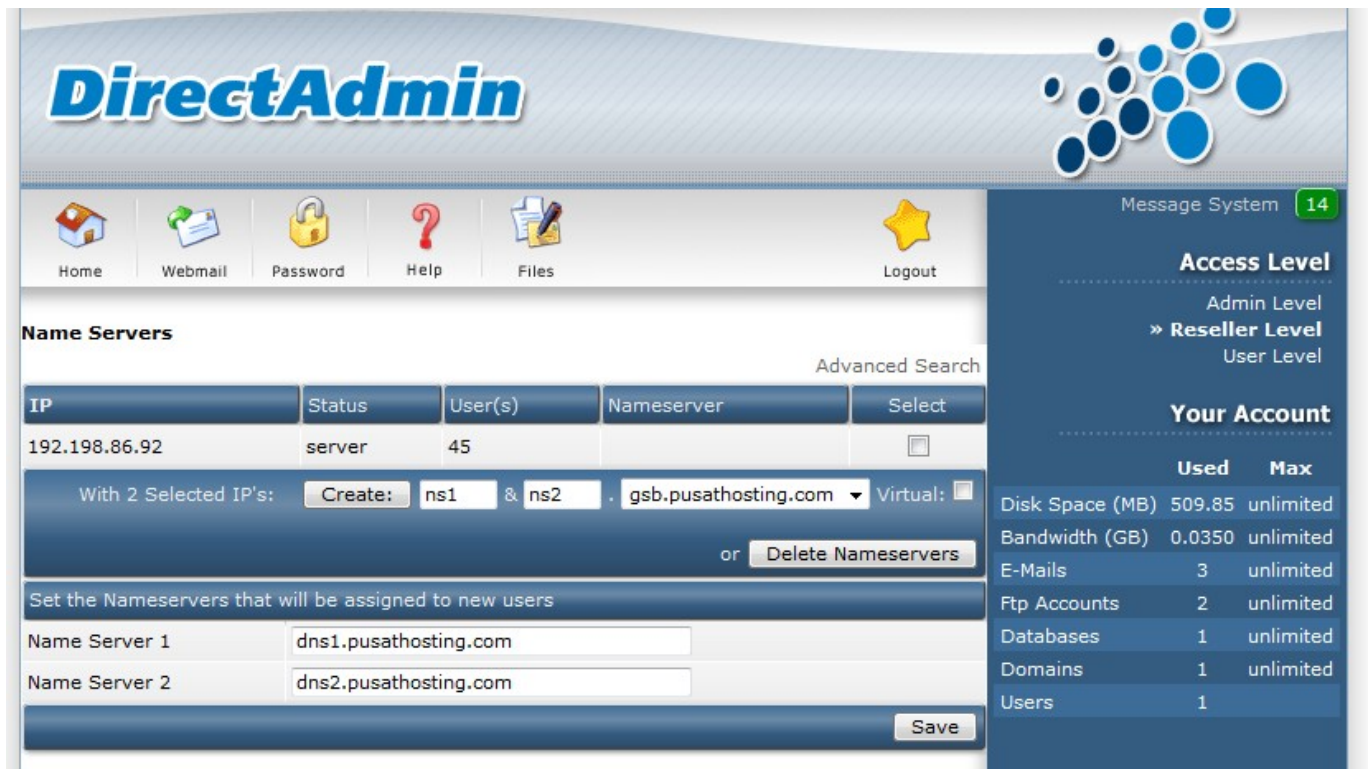 DirectAdmin
Home Webmail Password Help Files Logout
Name Servers
Advanced Search
IP Status User(s) Nameserver Select
192.198.86.92 server 45
With 2 Selected IP's: Create: ns1 & ns2 . gsb.pusathosting.com Virtual:
or Delete Nameservers
Set the Nameservers that will be assigned to new users
Name Server 1 dns1.pusathosting.com
Name Server 2 dns2.pusathosting.com
Save
Message System 14
Access Level
Admin Level
» Reseller Level
User Level
Your Account
Used Max
Disk Space (MB) 509.85 unlimited
Bandwidth (GB) 0.0350 unlimited
E-Mails 3 unlimited
Ftp Accounts 2 unlimited
Databases 1 unlimited
Domains 1 unlimited
Users 1